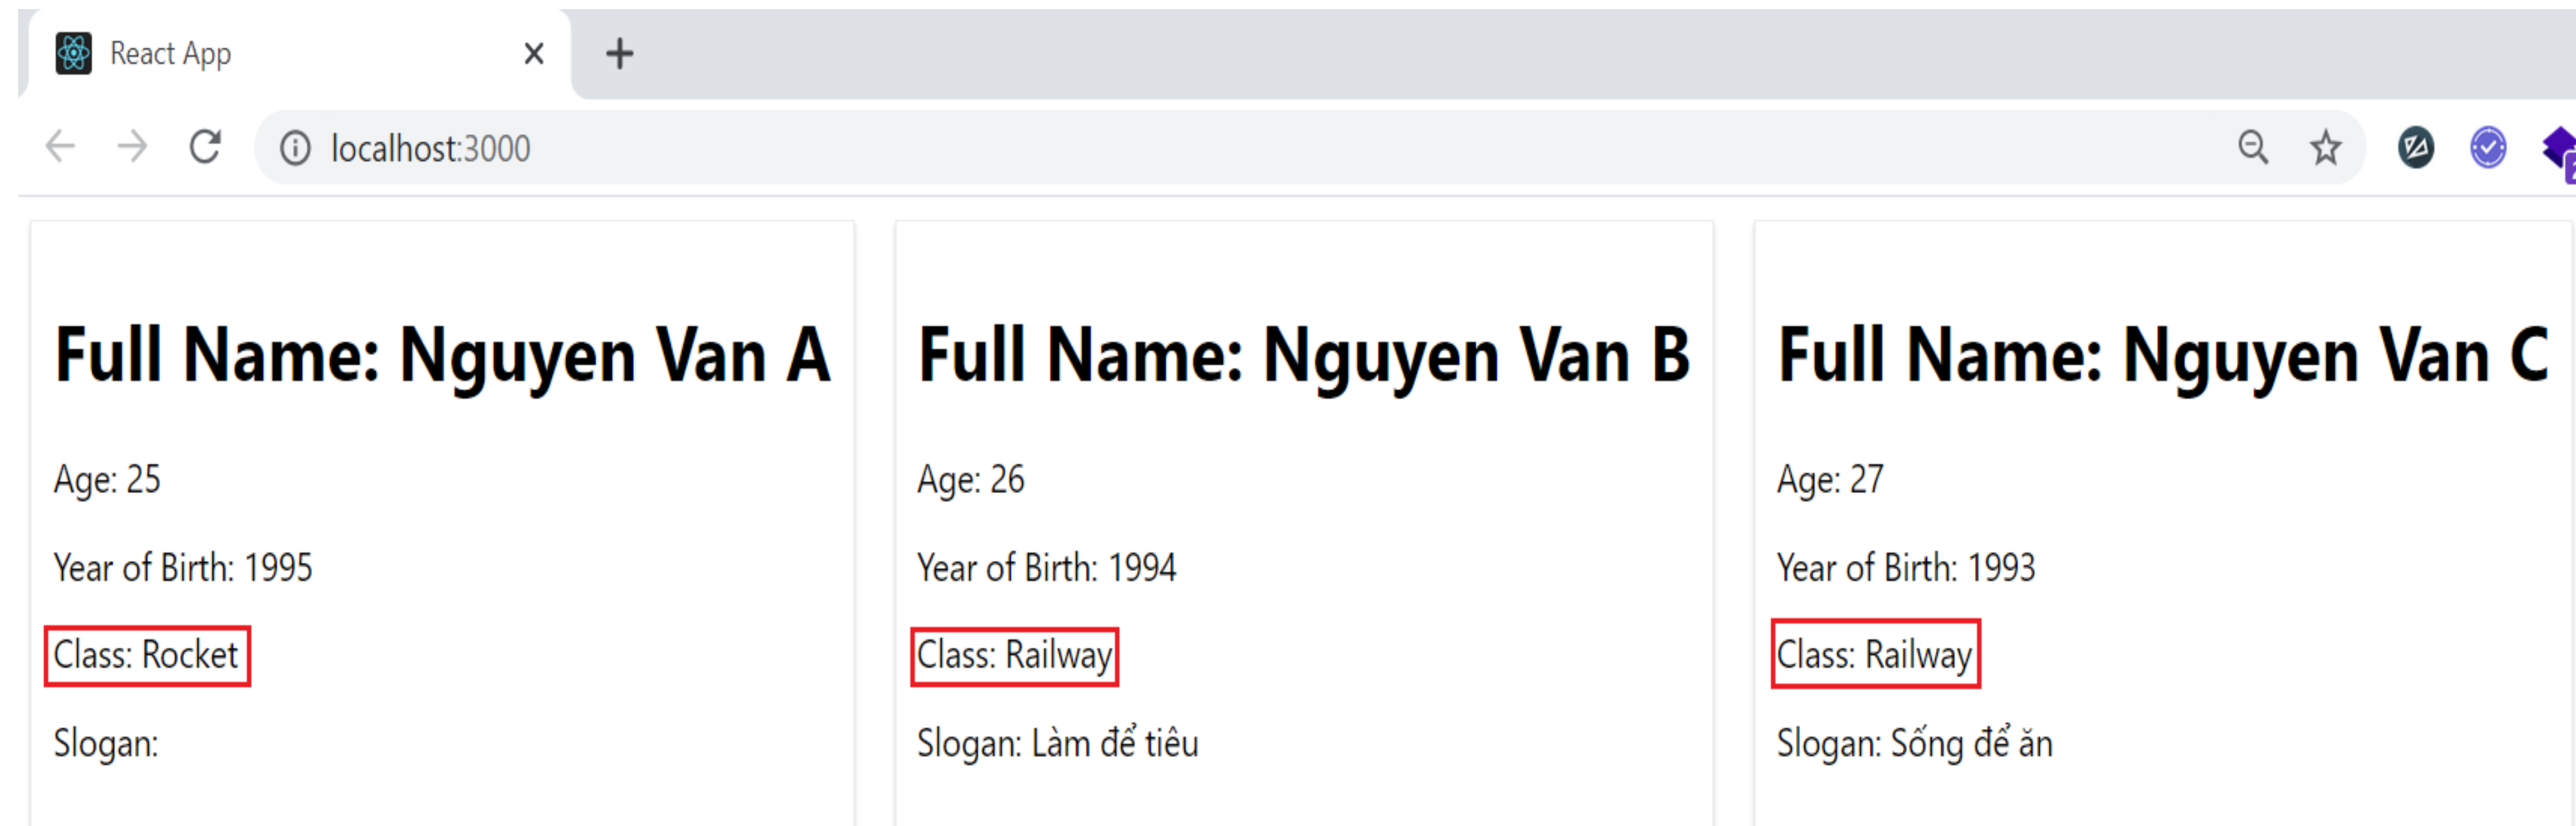 React App
localhost:3000
Full Name: Nguyen Van A
Age: 25
Year of Birth: 1995
Class: Rocket
Slogan:
Full Name: Nguyen Van B
Age: 26
Year of Birth: 1994
Class: Railway
Slogan: Làm để tiêu
Full Name: Nguyen Van C
Age: 27
Year of Birth: 1993
Class: Railway
Slogan: Sống để ăn